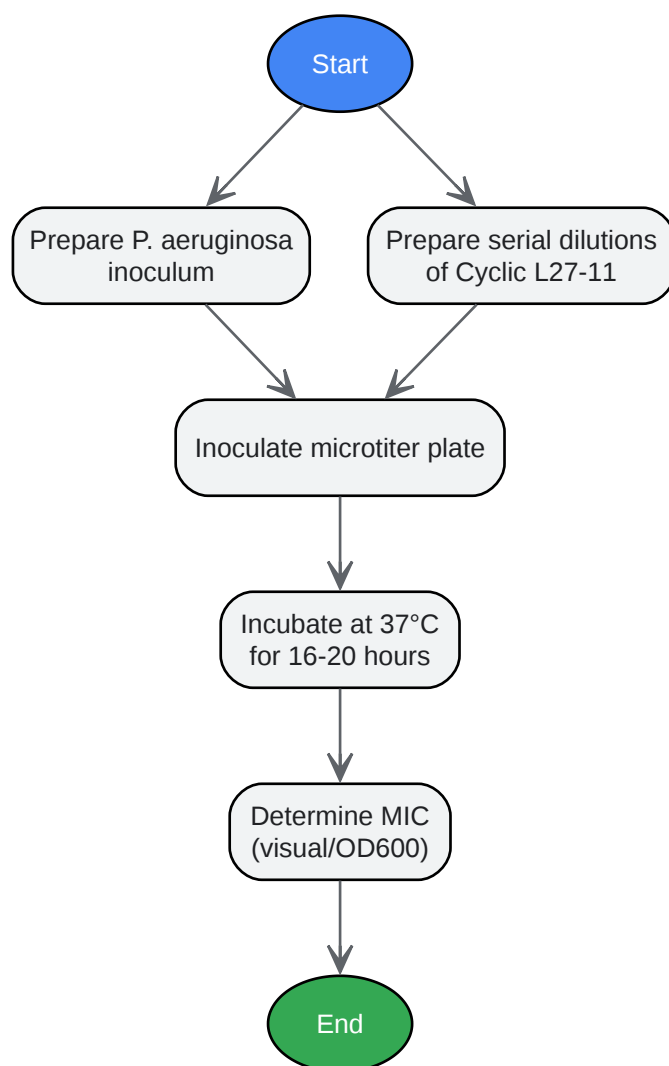 Start
Prepare P. aeruginosa
inoculum
Prepare serial dilutions
of Cyclic L27-11
Inoculate microtiter plate
Incubate at 37°C
for 16-20 hours
Determine MIC
(visual/OD600)
End